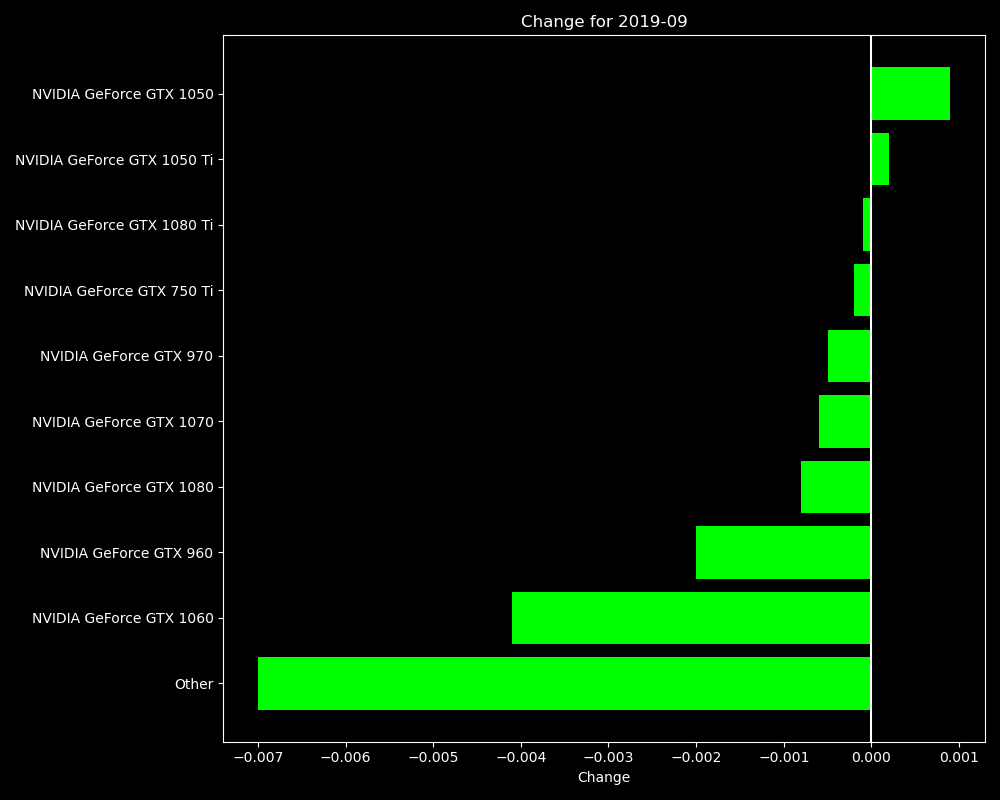 Change for 2019-09
NVIDIA GeForce GTX 1050
NVIDIA GeForce GTX 1050 Ti
NVIDIA GeForce GTX 1080 Ti
NVIDIA GeForce GTX 750 Ti
NVIDIA GeForce GTX 970
NVIDIA GeForce GTX 1070
NVIDIA GeForce GTX 1080
NVIDIA GeForce GTX 960
NVIDIA GeForce GTX 1060
Other
−0.007 −0.006 −0.005 −0.004 −0.003 −0.002 −0.001 0.000 0.001
Change